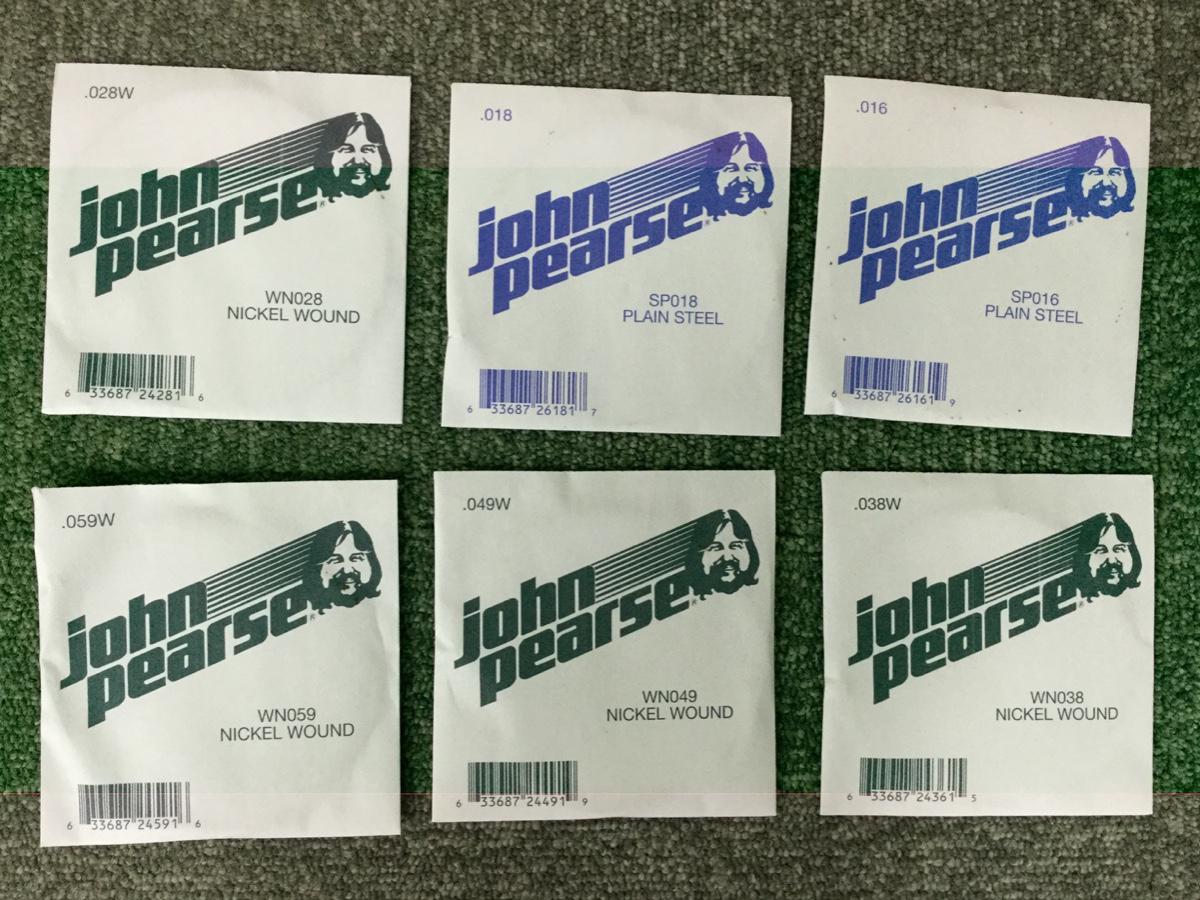 .028W
john
pearse®
WN028
NICKEL WOUND
6 33687 24281 6
.018
john
pearse®
SP018
PLAIN STEEL
6 33687 26181 7
.016
john
pearse®
SP016
PLAIN STEEL
6 33687 26161 9
.059W
john
pearse®
WN059
NICKEL WOUND
6 33687 24591 6
.049W
john
pearse®
WN049
NICKEL WOUND
6 33687 24491 9
.038W
john
pearse®
WN038
NICKEL WOUND
6 33687 24361 5